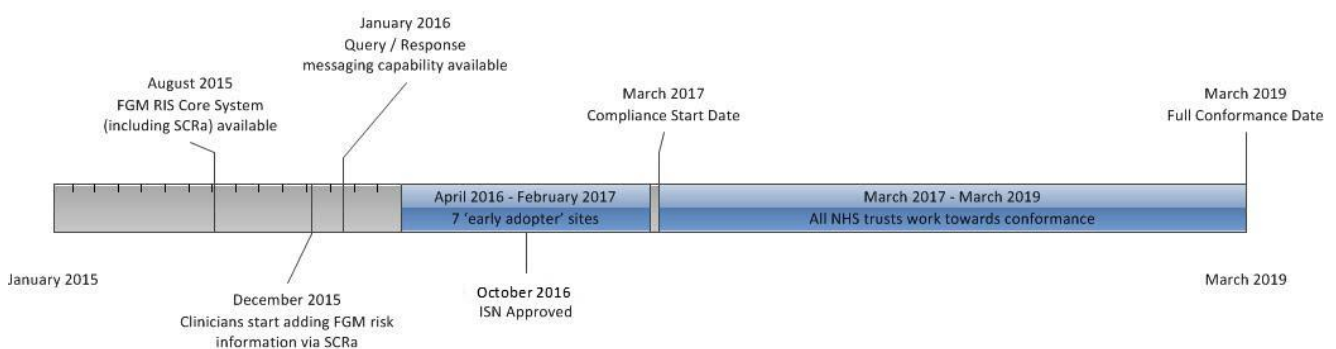 January 2016
Query / Response
messaging capability available
August 2015
FGM RIS Core System
(including SCRa) available
March 2017
Compliance Start Date
March 2019
Full Conformance Date
April 2016 - February 2017
7 ‘early adopter’ sites
March 2017 - March 2019
All NHS trusts work towards conformance
January 2015
March 2019
December 2015
Clinicians start adding FGM risk
information via SCRa
October 2016
ISN Approved